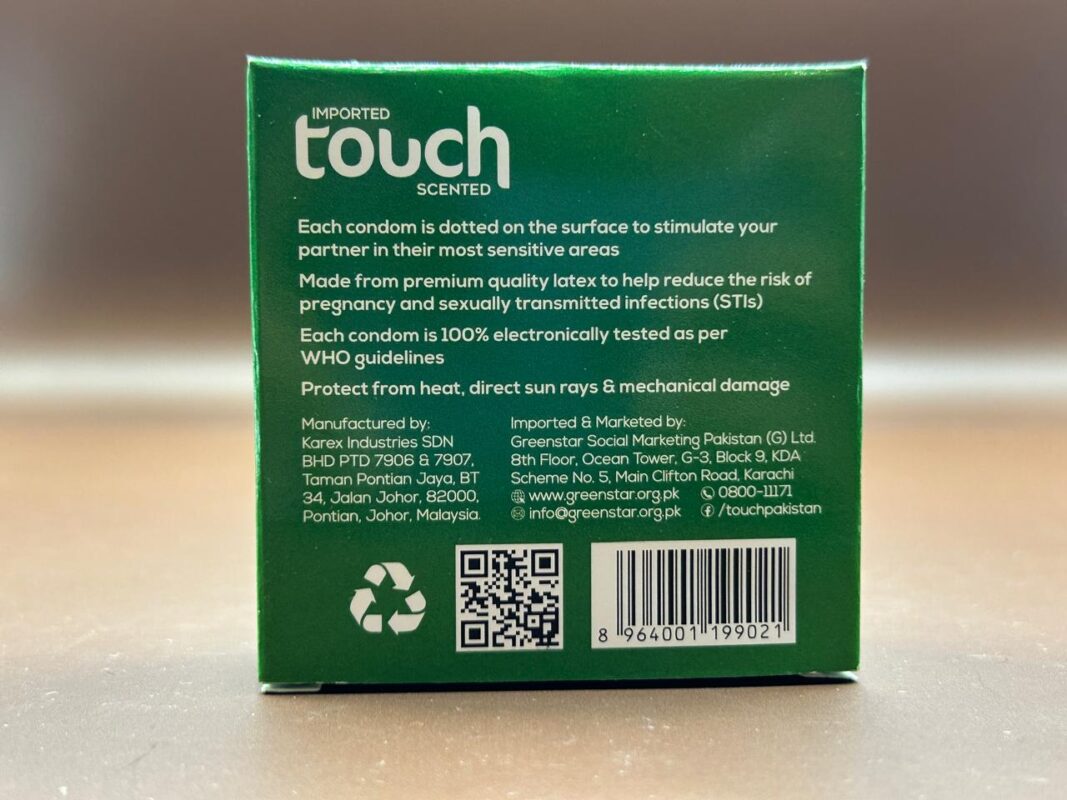 IMPORTED
touch
SCENTED
Each condom is dotted on the surface to stimulate your
partner in their most sensitive areas
Made from premium quality latex to help reduce the risk of
pregnancy and sexually transmitted infections (STIs)
Each condom is 100% electronically tested as per
WHO guidelines
Protect from heat, direct sun rays & mechanical damage
Manufactured by:
Karex Industries SDN
BHD PTD 7906 & 7907,
Taman Pontian Jaya, BT
34, Jalan Johor, 82000,
Pontian, Johor, Malaysia.
Imported & Marketed by:
Greenstar Social Marketing Pakistan (G) Ltd.
8th Floor, Ocean Tower, G-3, Block 9, KDA
Scheme No. 5, Main Clifton Road, Karachi
www.greenstar.org.pk 0800-11171
info@greenstar.org.pk /touchpakistan
8 964001 199021